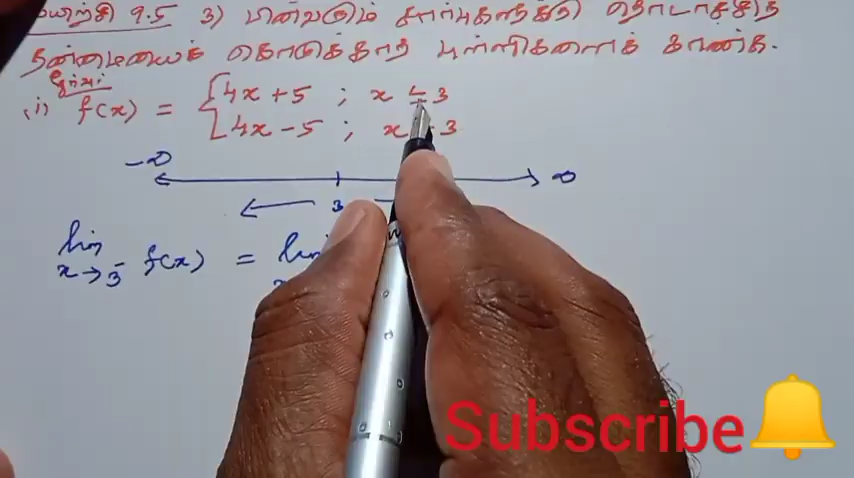 பயிற்சி 9.5 3) பின்வரும் சார்புகளுக்கு தொடர்ச்சித்
தன்மையைக் கொடுக்காத புள்ளிகளைக் காண்க.
(i) f(x) = { 4x + 5 ; x ≤ 3
4x - 5 ; x 3
-∞ ∞
3
lim f(x) = lim
x→3⁻
Subscribe